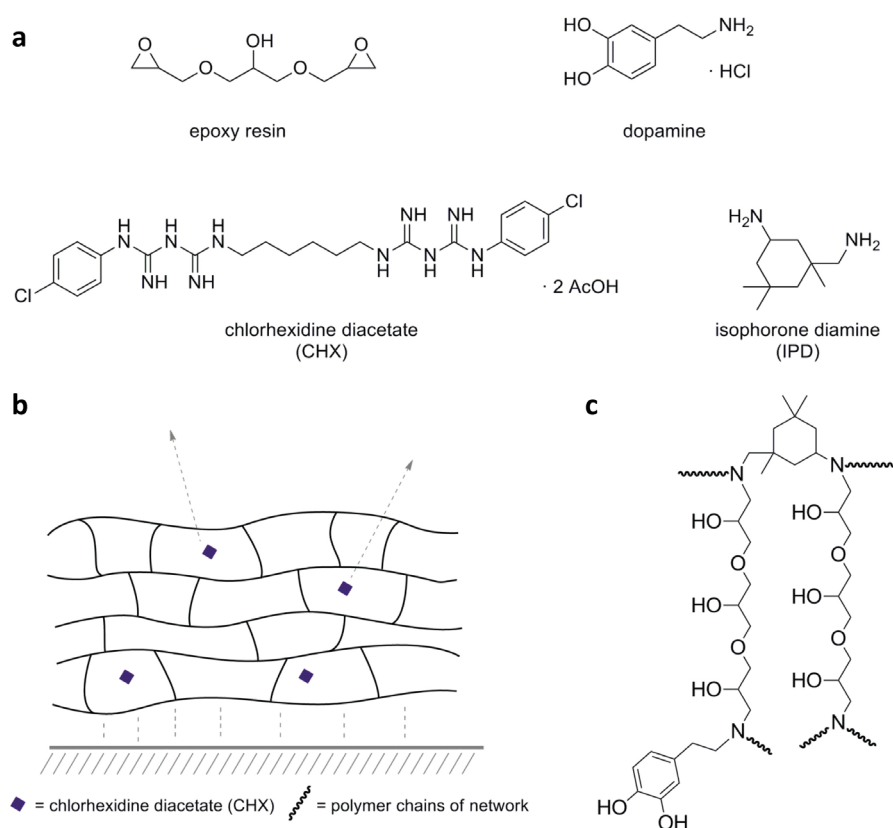 a
O
OH
O
O
O
epoxy resin
HO
HO
NH2
· HCl
dopamine
Cl
H
N
H
N
H
N
NH
NH
NH
NH
N
H
N
H
N
H
Cl
· 2 AcOH
chlorhexidine diacetate
(CHX)
H2N
NH2
isophorone diamine
(IPD)
b
= chlorhexidine diacetate (CHX)
= polymer chains of network
c
N
N
HO
HO
O
O
HO
HO
O
O
HO
HO
N
N
HO
OH